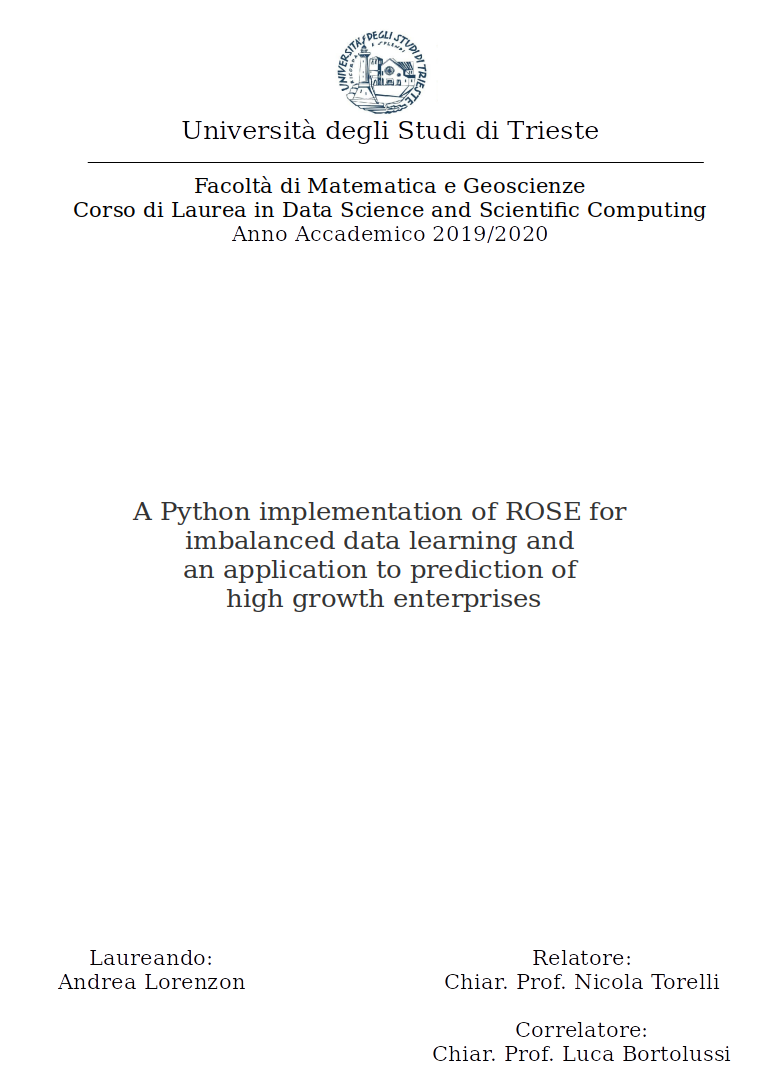 UNIVERSITÀ DEGLI STUDI DI TRIESTE
Università degli Studi di Trieste
Facoltà di Matematica e Geoscienze
Corso di Laurea in Data Science and Scientific Computing
Anno Accademico 2019/2020
A Python implementation of ROSE for
imbalanced data learning and
an application to prediction of
high growth enterprises
Laureando:
Andrea Lorenzon
Relatore:
Chiar. Prof. Nicola Torelli
Correlatore:
Chiar. Prof. Luca Bortolussi